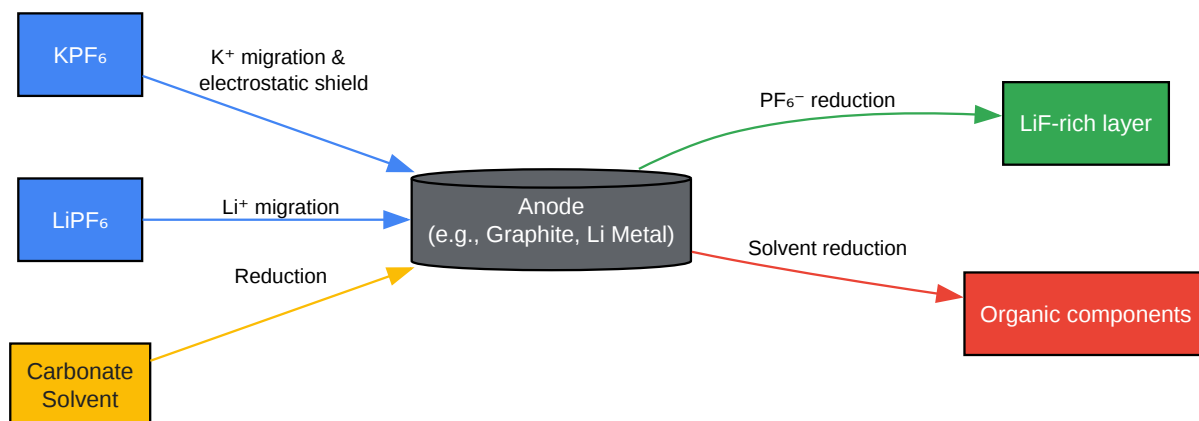 KPF₆
K⁺ migration &
electrostatic shield
PF₆⁻ reduction
LiF-rich layer
LiPF₆
Li⁺ migration
Anode
(e.g., Graphite, Li Metal)
Solvent reduction
Reduction
Organic components
Carbonate
Solvent